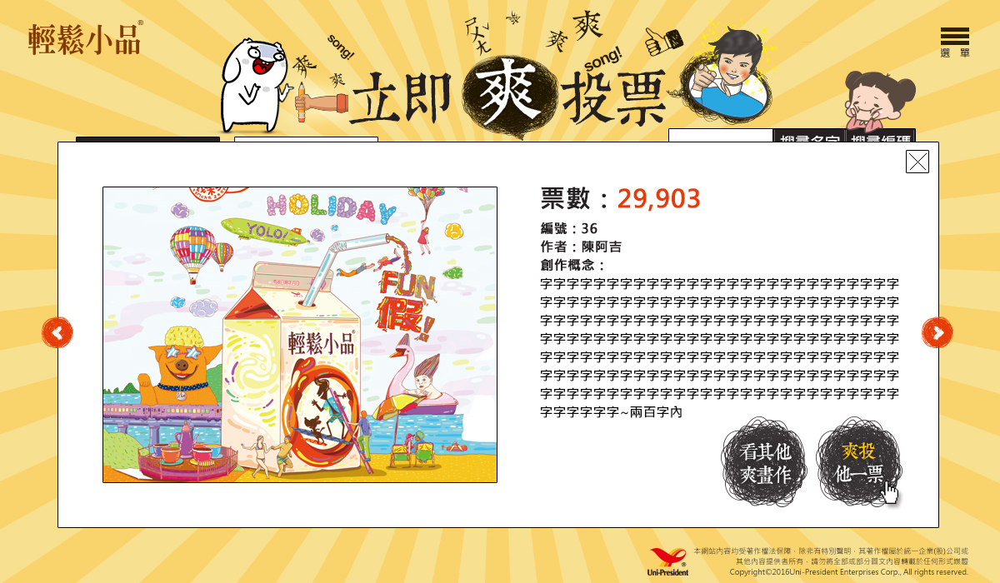 輕鬆小品®
ㄕㄨㄤ
爽
爽
爽
爽
song!
song!
立即爽投票
選單
搜尋名字
搜尋編碼
HOLIDAY
YOLO!
FUN
假!
輕鬆小品®
票數：29,903
編號：36
作者：陳阿吉
創作概念：
字字字字字字字字字字字字字字字字字字字字字字字字字字字
字字字字字字字字字字字字字字字字字字字字字字字字字字字
字字字字字字字字字字字字字字字字字字字字字字字字字字字
字字字字字字字字字字字字字字字字字字字字字字字字字字字
字字字字字字字字字字字字字字字字字字字字字字字字字字字
字字字字字字字字字字字字字字字字字字字字字字字字字字字
字字字字字字字字字字字字字字字字字字字字字字字字字字字
字字字字字字~兩百字內
看其他
爽畫作
爽投
他一票
Uni-President
本網站內容均受著作權法保障，除非有特別聲明，其著作權屬於統一企業(股)公司或
其他內容提供者所有，請勿將全部或部分圖文內容轉載於任何形式媒體
Copyright©2016Uni-President Enterprises Corp., All rights reserved.